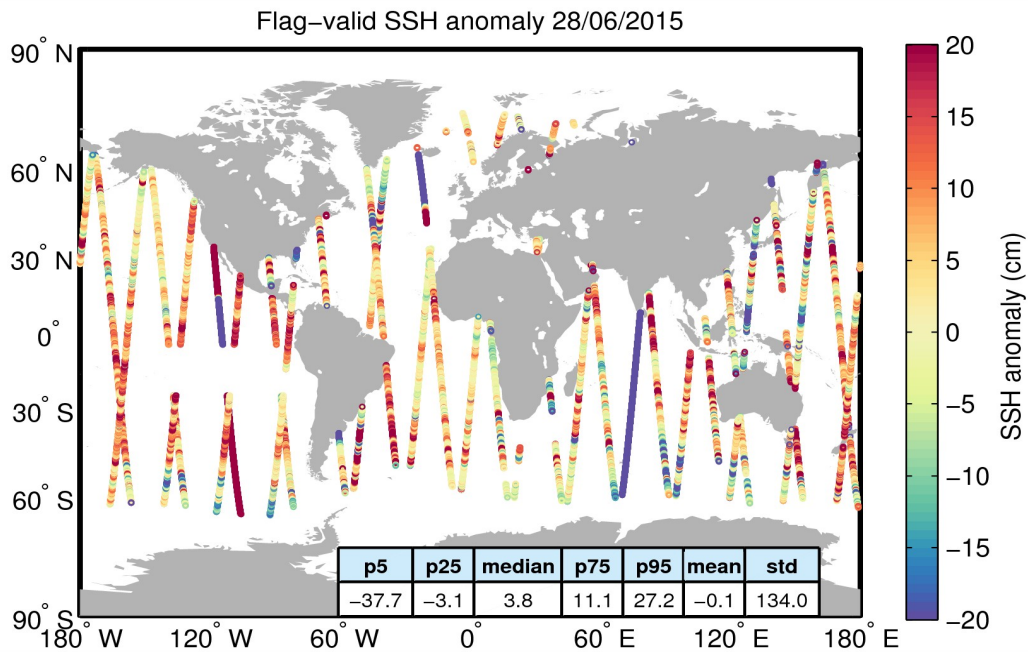 Flag−valid SSH anomaly 28/06/2015
90° N
60° N
30° N
0°
30° S
60° S
90° S
180° W
120° W
60° W
0°
60° E
120° E
180° E
p5 p25 median p75 p95 mean std
−37.7 −3.1 3.8 11.1 27.2 −0.1 134.0
20
15
10
5
0
−5
−10
−15
−20
SSH anomaly (cm)